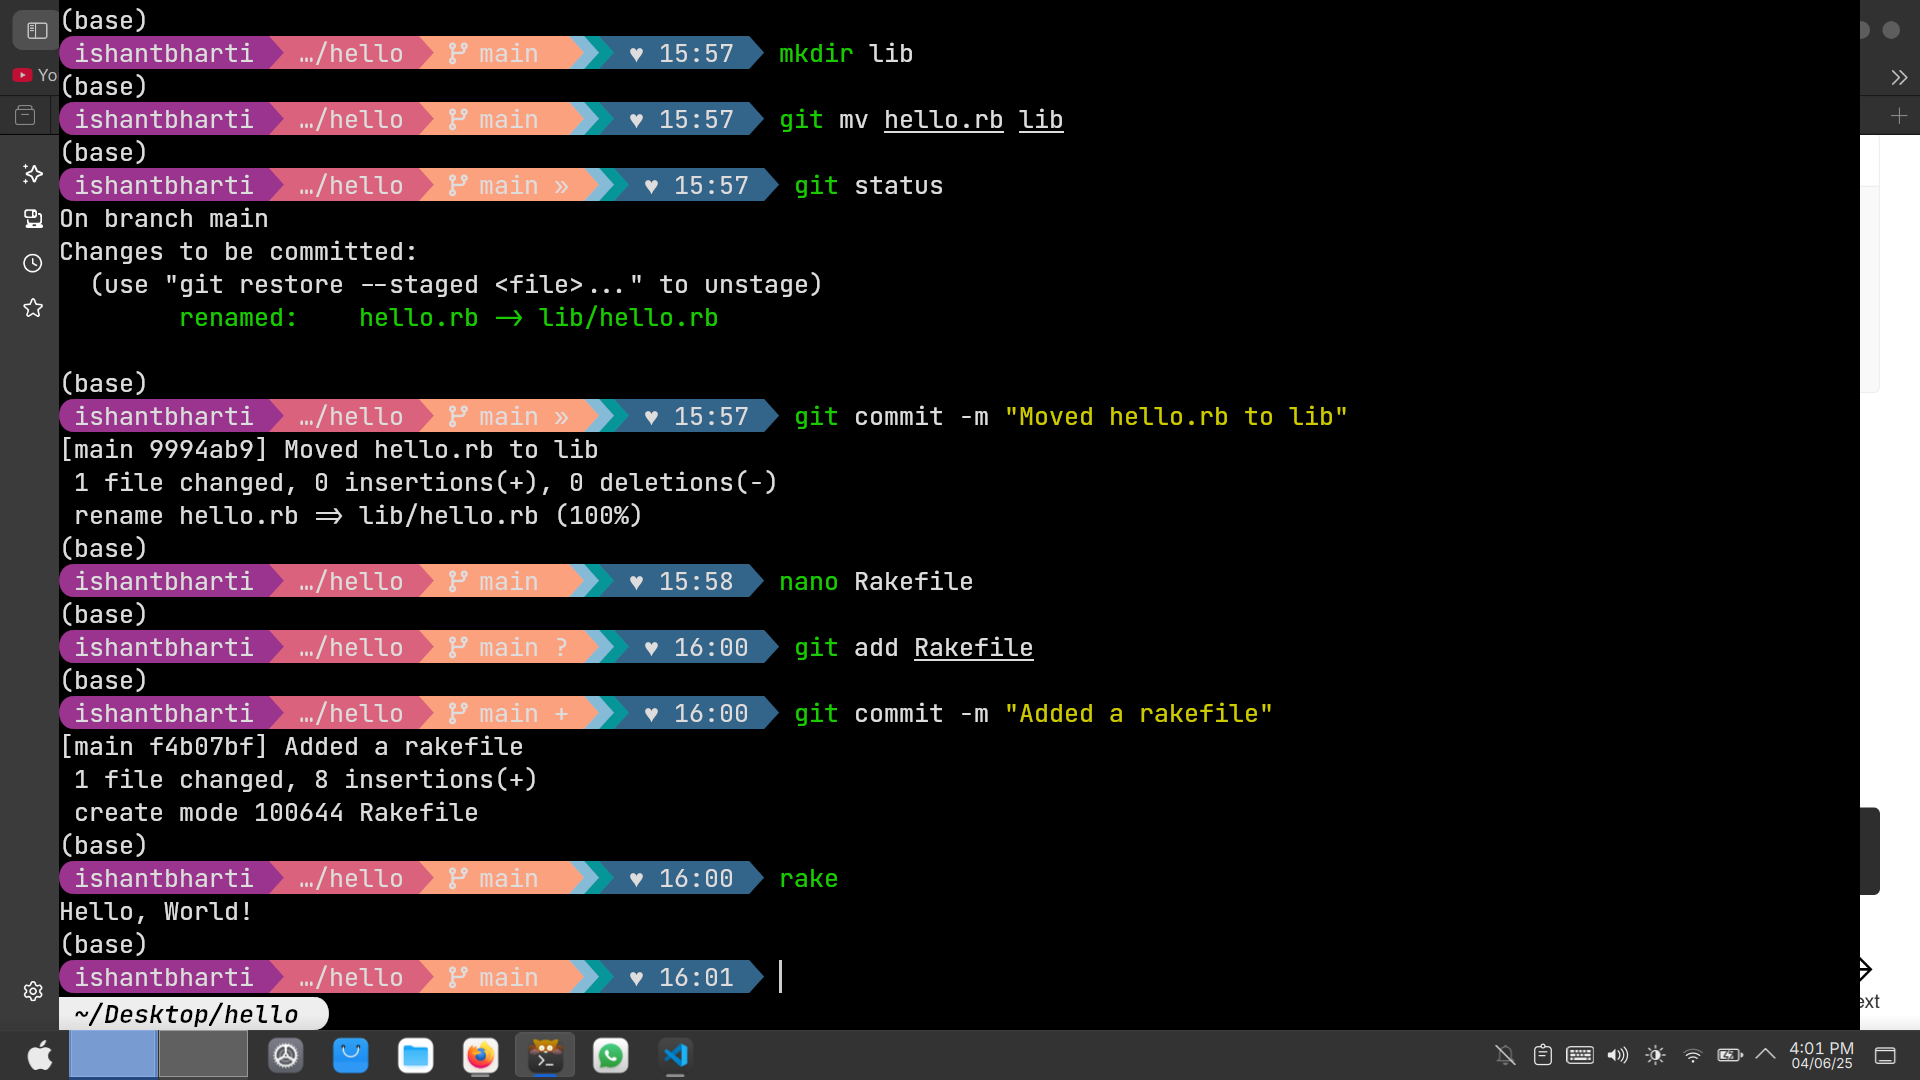 (base)
ishantbharti …/hello main ♥ 15:57 mkdir lib
(base)
ishantbharti …/hello main ♥ 15:57 git mv hello.rb lib
(base)
ishantbharti …/hello main » ♥ 15:57 git status
On branch main
Changes to be committed:
(use "git restore --staged <file>..." to unstage)
renamed: hello.rb -> lib/hello.rb
(base)
ishantbharti …/hello main » ♥ 15:57 git commit -m "Moved hello.rb to lib"
[main 9994ab9] Moved hello.rb to lib
1 file changed, 0 insertions(+), 0 deletions(-)
rename hello.rb => lib/hello.rb (100%)
(base)
ishantbharti …/hello main ♥ 15:58 nano Rakefile
(base)
ishantbharti …/hello main ? ♥ 16:00 git add Rakefile
(base)
ishantbharti …/hello main + ♥ 16:00 git commit -m "Added a rakefile"
[main f4b07bf] Added a rakefile
1 file changed, 8 insertions(+)
create mode 100644 Rakefile
(base)
ishantbharti …/hello main ♥ 16:00 rake
Hello, World!
(base)
ishantbharti …/hello main ♥ 16:01
~/Desktop/hello
Yo
ext
4:01 PM
04/06/25